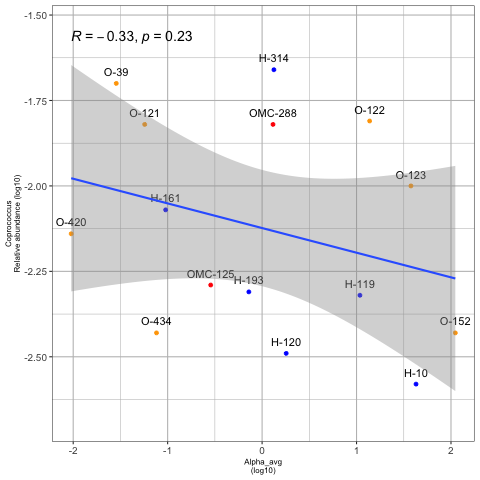 R = −0.33, p = 0.23
-1.50
-1.75
-2.00
-2.25
-2.50
Coprococcus
Relative abundance (log10)
H-314
O-39
O-121
OMC-288
O-122
O-123
H-161
O-420
OMC-125
H-193
H-119
O-434
O-152
H-120
H-10
-2
-1
0
1
2
Alpha_avg
(log10)